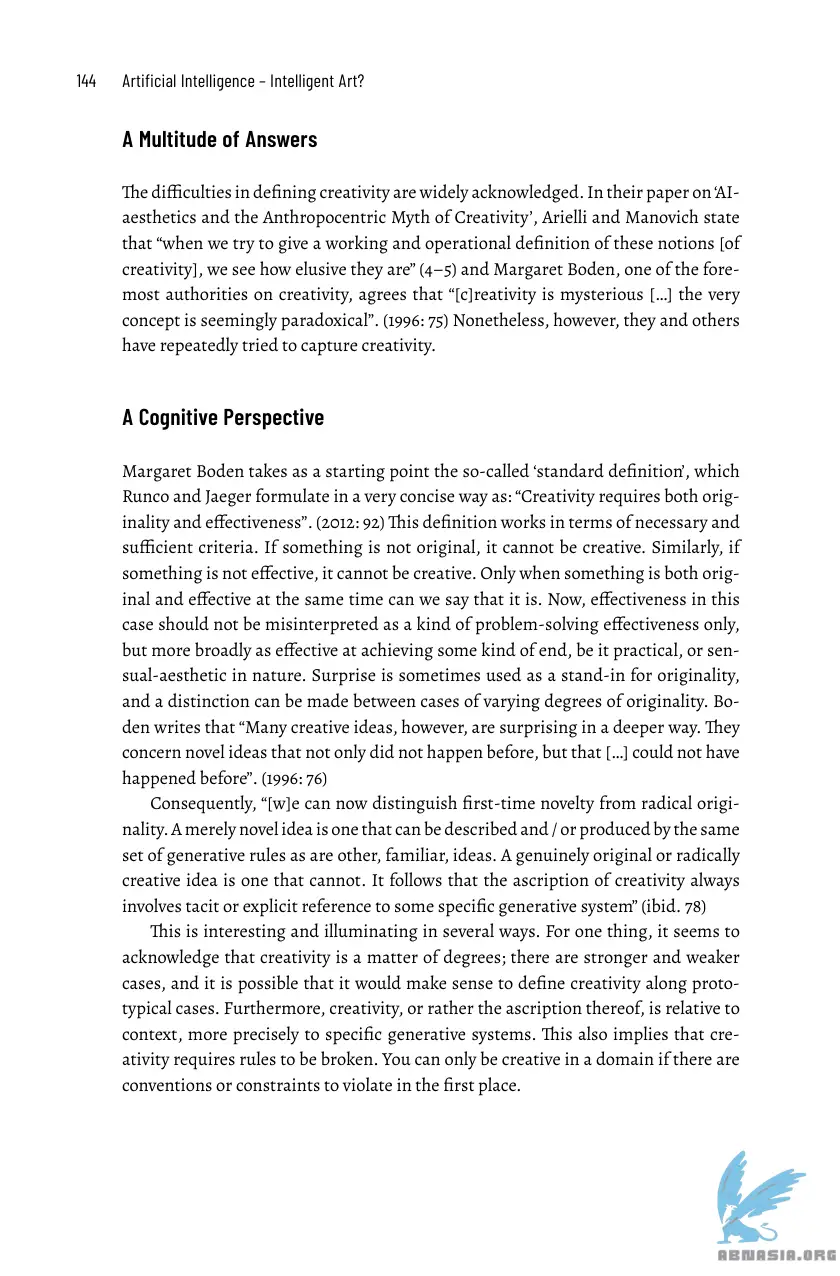 144 Artificial Intelligence – Intelligent Art?
A Multitude of Answers
The difficulties in defining creativity are widely acknowledged. In their paper on ‘AI-
aesthetics and the Anthropocentric Myth of Creativity’, Arielli and Manovich state
that “when we try to give a working and operational definition of these notions [of
creativity], we see how elusive they are” (4–5) and Margaret Boden, one of the fore-
most authorities on creativity, agrees that “[c]reativity is mysterious […] the very
concept is seemingly paradoxical”. (1996: 75) Nonetheless, however, they and others
have repeatedly tried to capture creativity.
A Cognitive Perspective
Margaret Boden takes as a starting point the so-called ‘standard definition’, which
Runco and Jaeger formulate in a very concise way as: “Creativity requires both orig-
inality and effectiveness”. (2012: 92) This definition works in terms of necessary and
sufficient criteria. If something is not original, it cannot be creative. Similarly, if
something is not effective, it cannot be creative. Only when something is both orig-
inal and effective at the same time can we say that it is. Now, effectiveness in this
case should not be misinterpreted as a kind of problem-solving effectiveness only,
but more broadly as effective at achieving some kind of end, be it practical, or sen-
sual-aesthetic in nature. Surprise is sometimes used as a stand-in for originality,
and a distinction can be made between cases of varying degrees of originality. Bo-
den writes that “Many creative ideas, however, are surprising in a deeper way. They
concern novel ideas that not only did not happen before, but that […] could not have
happened before”. (1996: 76)
Consequently, “[w]e can now distinguish first-time novelty from radical origi-
nality. A merely novel idea is one that can be described and / or produced by the same
set of generative rules as are other, familiar, ideas. A genuinely original or radically
creative idea is one that cannot. It follows that the ascription of creativity always
involves tacit or explicit reference to some specific generative system” (ibid. 78)
This is interesting and illuminating in several ways. For one thing, it seems to
acknowledge that creativity is a matter of degrees; there are stronger and weaker
cases, and it is possible that it would make sense to define creativity along proto-
typical cases. Furthermore, creativity, or rather the ascription thereof, is relative to
context, more precisely to specific generative systems. This also implies that cre-
ativity requires rules to be broken. You can only be creative in a domain if there are
conventions or constraints to violate in the first place.
ABNASIA.ORG